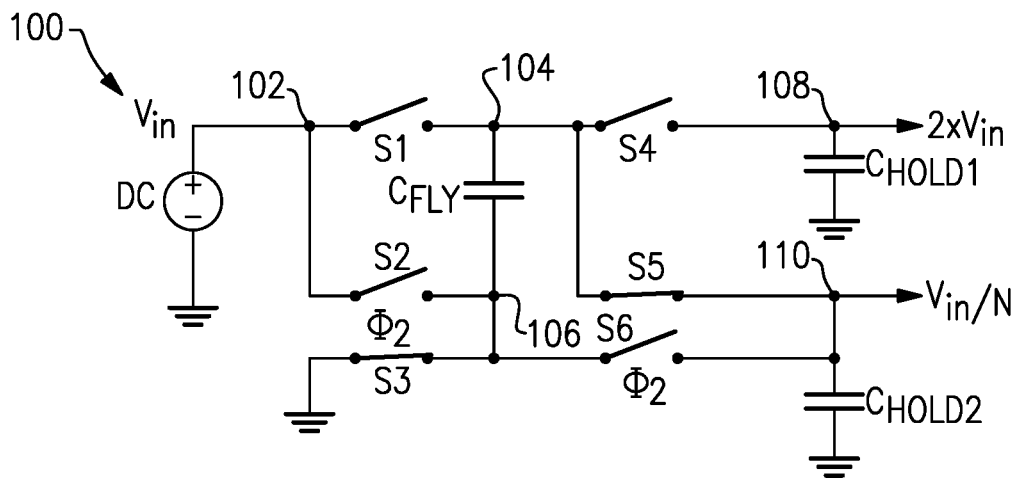 100
V_in
102
104
108
2xV_in
S1
S4
DC
+
−
C_FLY
C_HOLD1
S2
S5
110
V_in/N
Φ2
106
S6
S3
Φ2
C_HOLD2